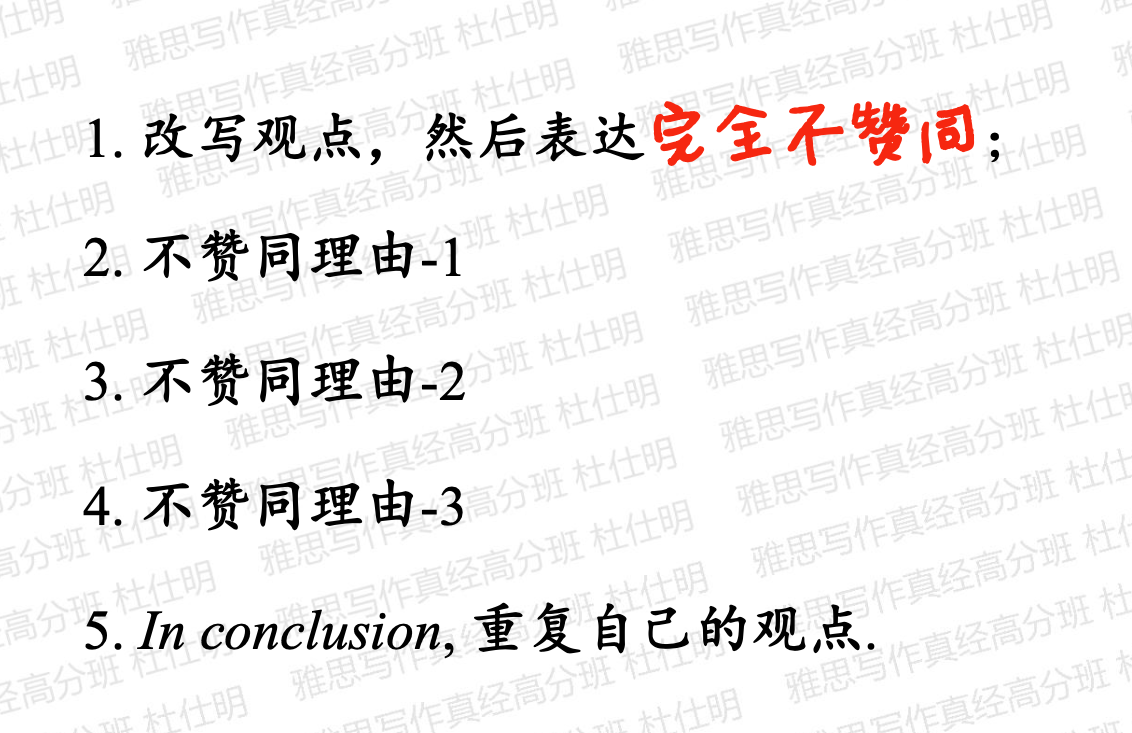 1. 改写观点，然后表达完全不赞同；
2. 不赞同理由-1
3. 不赞同理由-2
4. 不赞同理由-3
5. In conclusion, 重复自己的观点.
雅思写作真经高分班 杜仕明